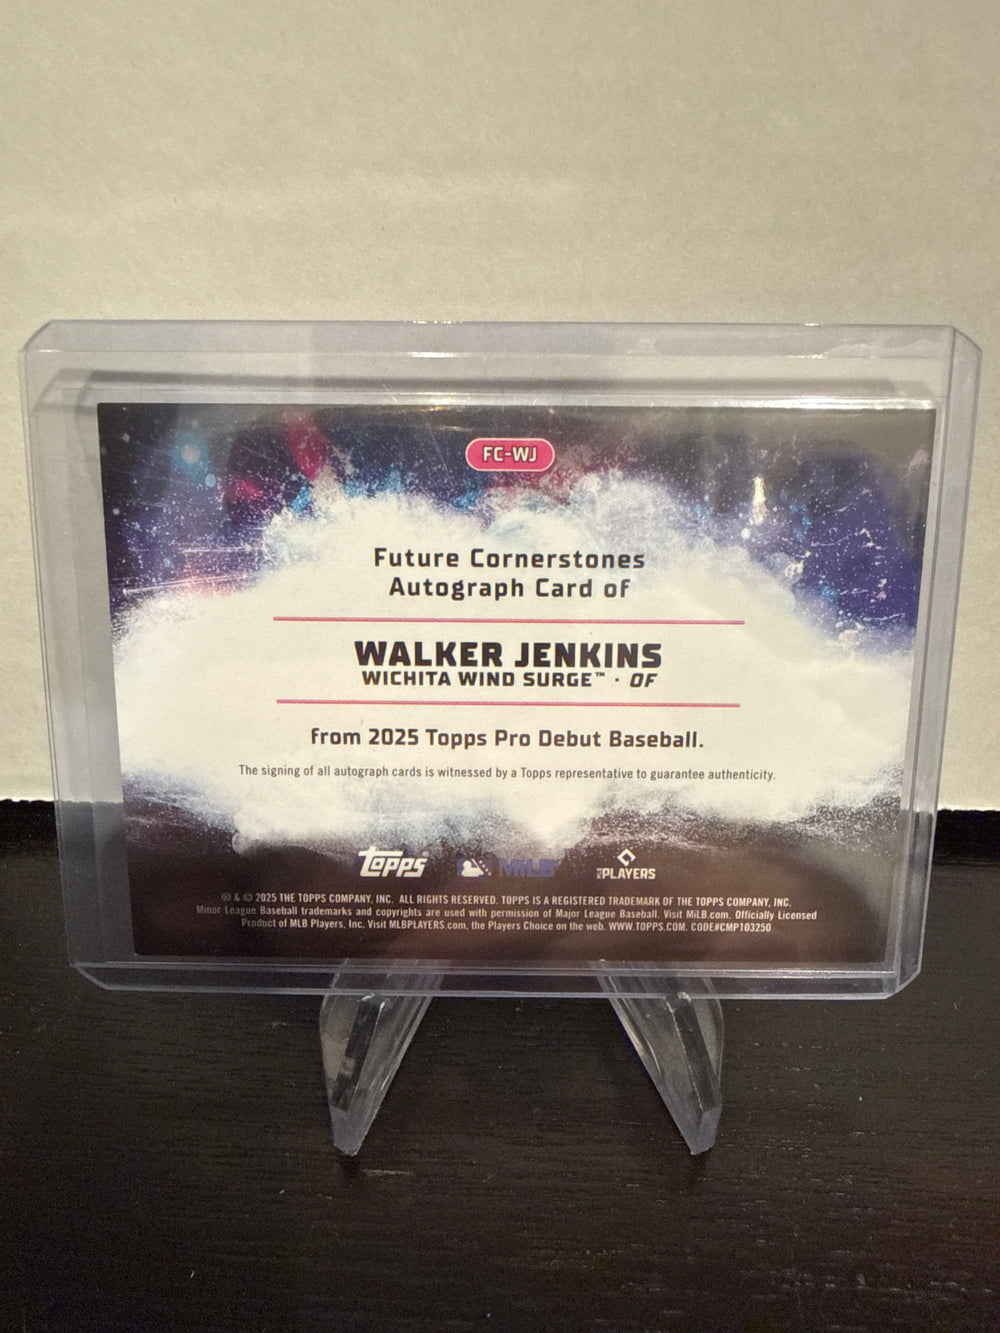 FC-WJ
Future Cornerstones
Autograph Card of
WALKER JENKINS
WICHITA WIND SURGE™ · OF
from 2025 Topps Pro Debut Baseball.
The signing of all autograph cards is witnessed by a Topps representative to guarantee authenticity.
Topps® MiLB PLAYERS
® & © 2025 THE TOPPS COMPANY, INC. ALL RIGHTS RESERVED. TOPPS IS A REGISTERED TRADEMARK OF THE TOPPS COMPANY, INC.
Minor League Baseball trademarks and copyrights are used with permission of Major League Baseball. Visit MiLB.com. Officially Licensed
Product of MLB Players, Inc. Visit MLBPLAYERS.com, the Players Choice on the web. WWW.TOPPS.COM. CODE#CMP103250